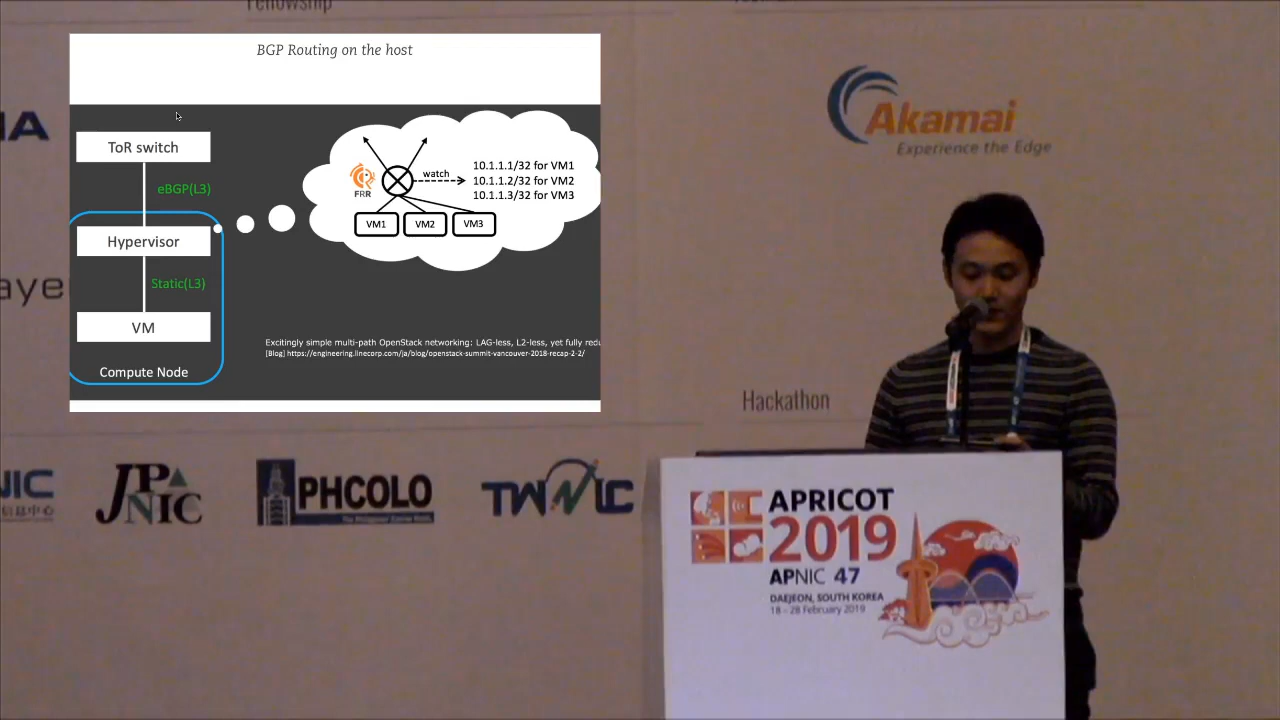 Fellowship
BGP Routing on the host
ToR switch
eBGP(L3)
Hypervisor
Static(L3)
VM
Compute Node
FRR
watch
10.1.1.1/32 for VM1
10.1.1.2/32 for VM2
10.1.1.3/32 for VM3
VM1
VM2
VM3
Excitingly simple multi-path OpenStack networking: LAG-less, L2-less, yet fully redu
[Blog] https://engineering.linecorp.com/ja/blog/openstack-summit-vancouver-2018-recap-2-2/
Akamai
Experience the Edge
Hackathon
NIC
JPNIC
PHCOLO
TWNIC
APRICOT
2019
APNIC 47
DAEJEON, SOUTH KOREA
18 - 28 February 2019